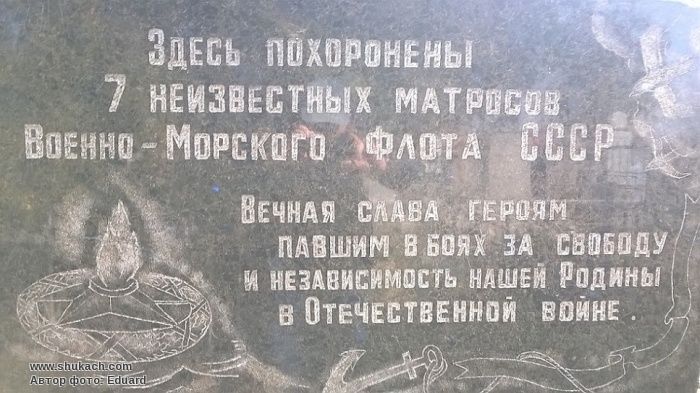 Здесь похоронены
7 неизвестных матросов
Военно-Морского Флота СССР
Вечная слава героям
павшим в боях за свободу
и независимость нашей Родины
в Отечественной войне.
www.shukach.com
Автор фото: Eduard